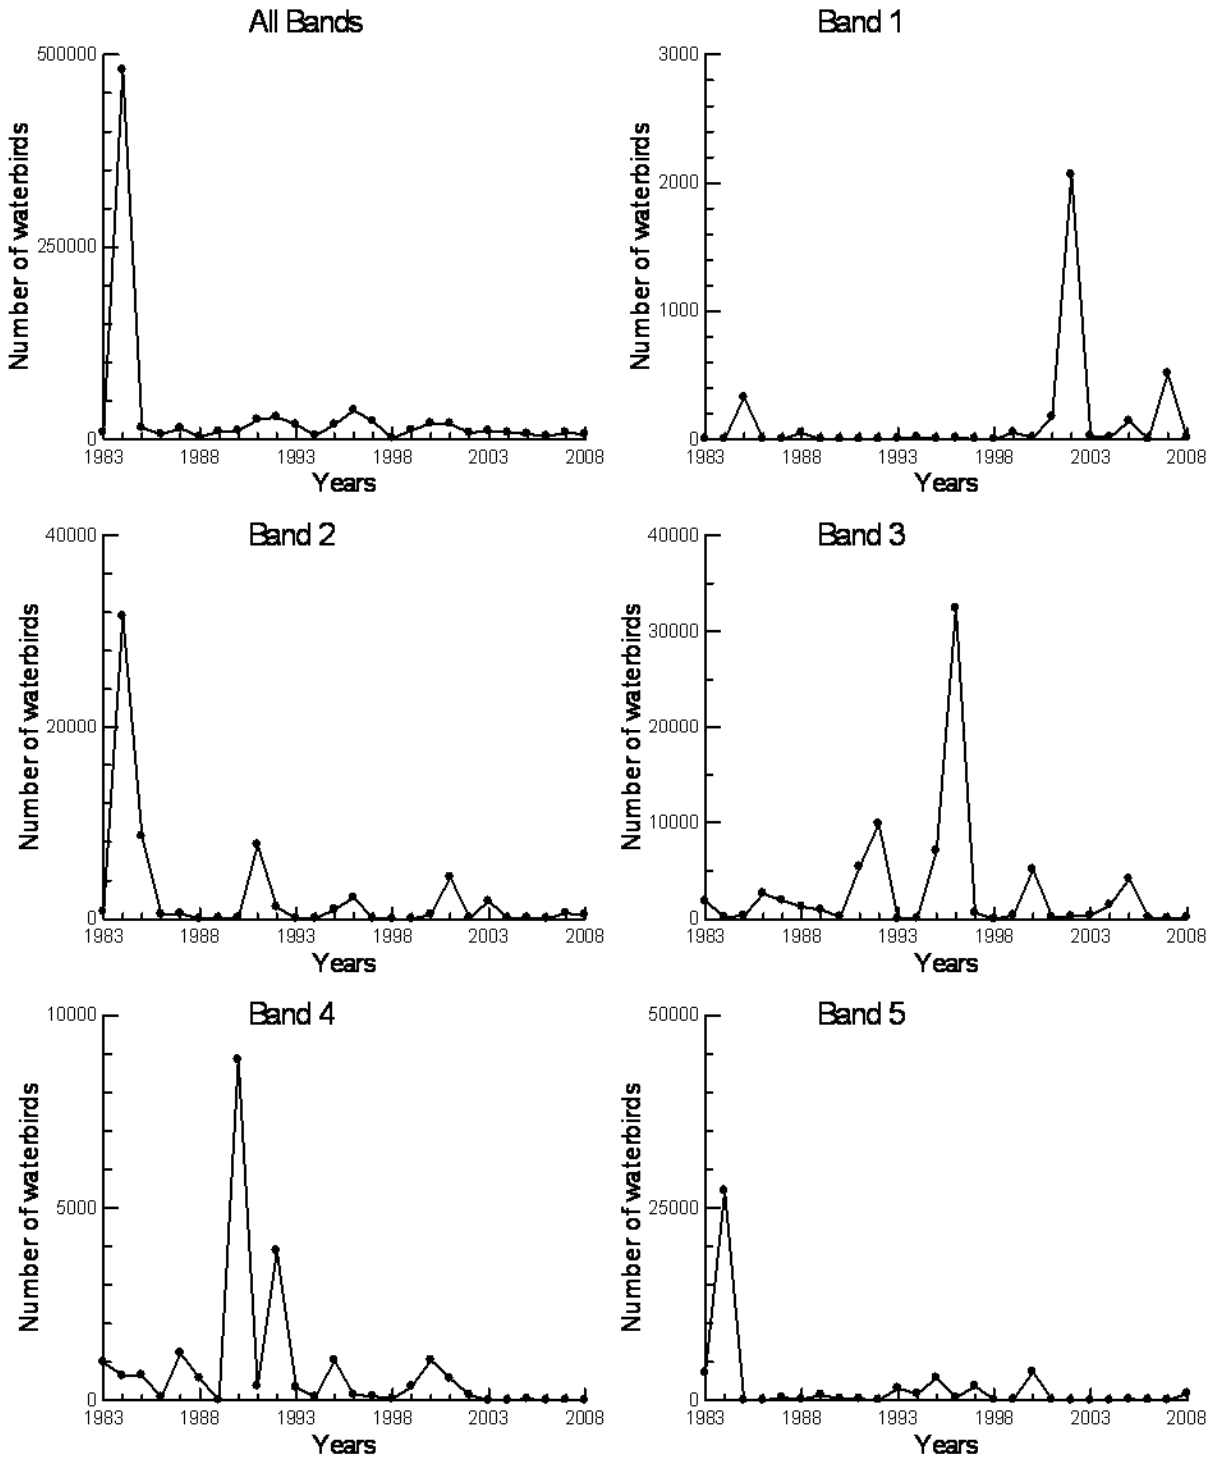 All Bands
Number of waterbirds
500000
250000
0
1983 1988 1993 1998 2003 2008
Years
Band 1
Number of waterbirds
3000
2000
1000
0
1983 1988 1993 1998 2003 2008
Years
Band 2
Number of waterbirds
40000
20000
0
1983 1988 1993 1998 2003 2008
Years
Band 3
Number of waterbirds
40000
30000
20000
10000
0
1983 1988 1993 1998 2003 2008
Years
Band 4
Number of waterbirds
10000
5000
0
1983 1988 1993 1998 2003 2008
Years
Band 5
Number of waterbirds
50000
25000
0
1983 1988 1993 1998 2003 2008
Years